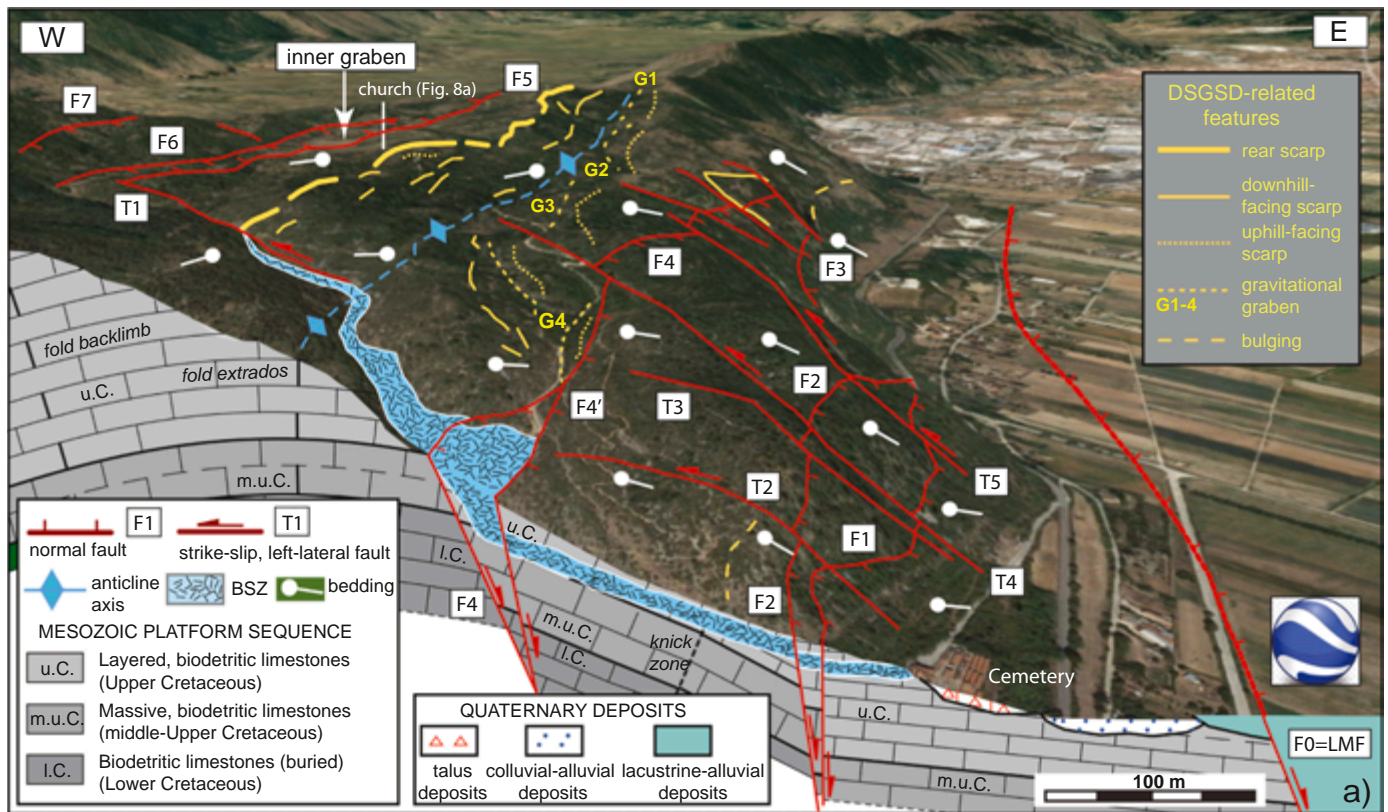 W
E
inner graben
church (Fig. 8a)
F5
G1
F7
F6
DSGSD-related
features
rear scarp
downhill-
facing scarp
uphill-facing
scarp
G1-4
gravitational
graben
bulging
G2
G3
T1
F4
F3
fold backlimb
fold extrados
u.C.
G4
F2
F4'
T3
T2
T5
m.u.C.
F1
T4
u.C.
l.C.
F4
F2
m.u.C.
l.C.
knick
zone
Cemetery
u.C.
m.u.C.
F0=LMF
100 m
a)
F1
T1
normal fault
strike-slip, left-lateral fault
anticline
axis
BSZ
bedding
MESOZOIC PLATFORM SEQUENCE
u.C.
Layered, biodetritic limestones
(Upper Cretaceous)
m.u.C.
Massive, biodetritic limestones
(middle-Upper Cretaceous)
l.C.
Biodetritic limestones (buried)
(Lower Cretaceous)
QUATERNARY DEPOSITS
talus
deposits
colluvial-alluvial
deposits
lacustrine-alluvial
deposits